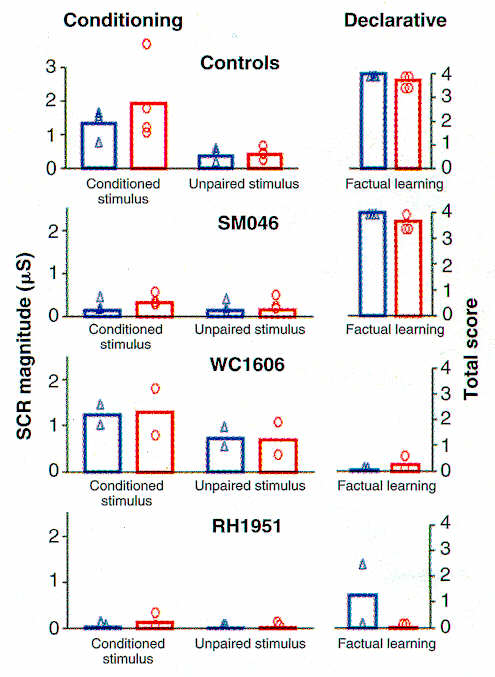 Conditioning Declarative
Controls
3
2
1
0
4
3
2
1
0
Conditioned
stimulus
Unpaired stimulus
Factual learning
SM046
2
1
0
4
3
2
1
0
Conditioned
stimulus
Unpaired stimulus
Factual learning
SCR magnitude (µS)
Total score
WC1606
2
1
0
4
3
2
1
0
Conditioned
stimulus
Unpaired stimulus
Factual learning
RH1951
2
1
0
4
3
2
1
0
Conditioned
stimulus
Unpaired stimulus
Factual learning